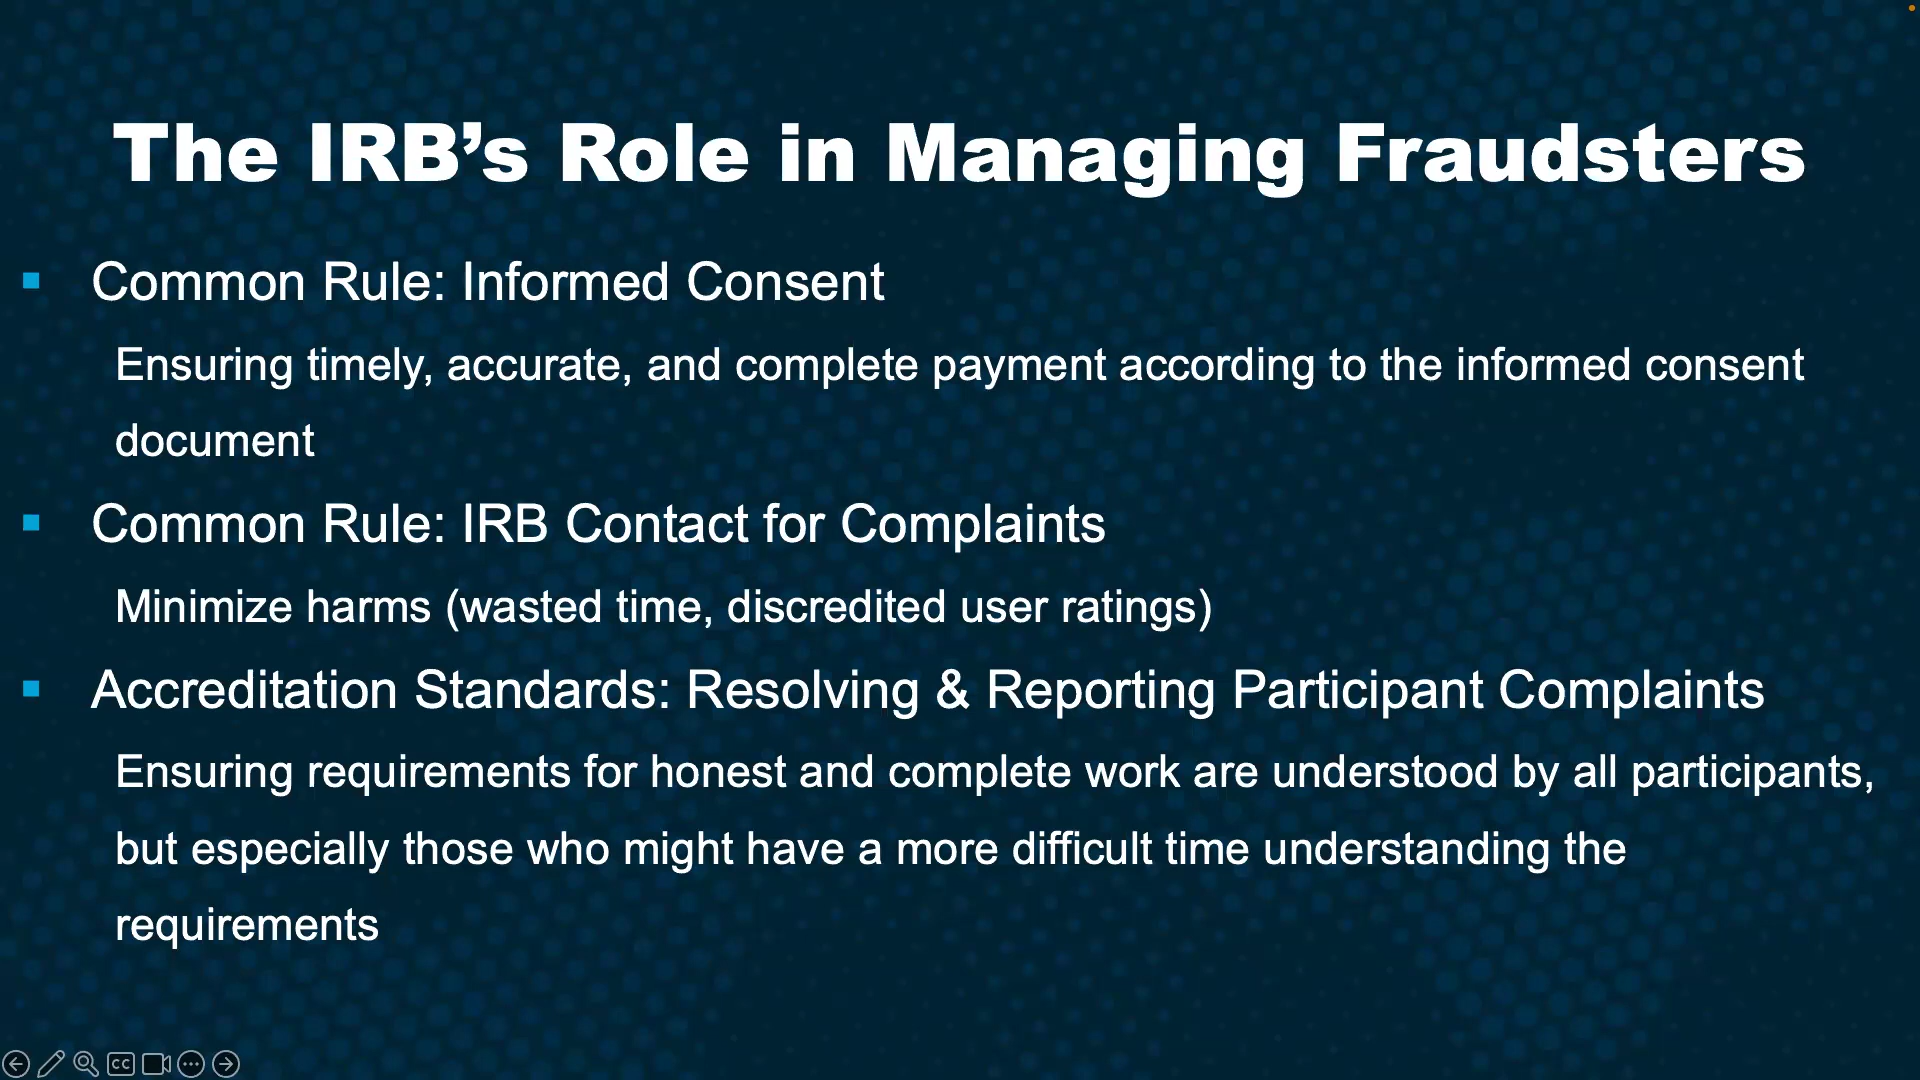 The IRB’s Role in Managing Fraudsters
Common Rule: Informed Consent
Ensuring timely, accurate, and complete payment according to the informed consent
document
Common Rule: IRB Contact for Complaints
Minimize harms (wasted time, discredited user ratings)
Accreditation Standards: Resolving & Reporting Participant Complaints
Ensuring requirements for honest and complete work are understood by all participants,
but especially those who might have a more difficult time understanding the
requirements
CC